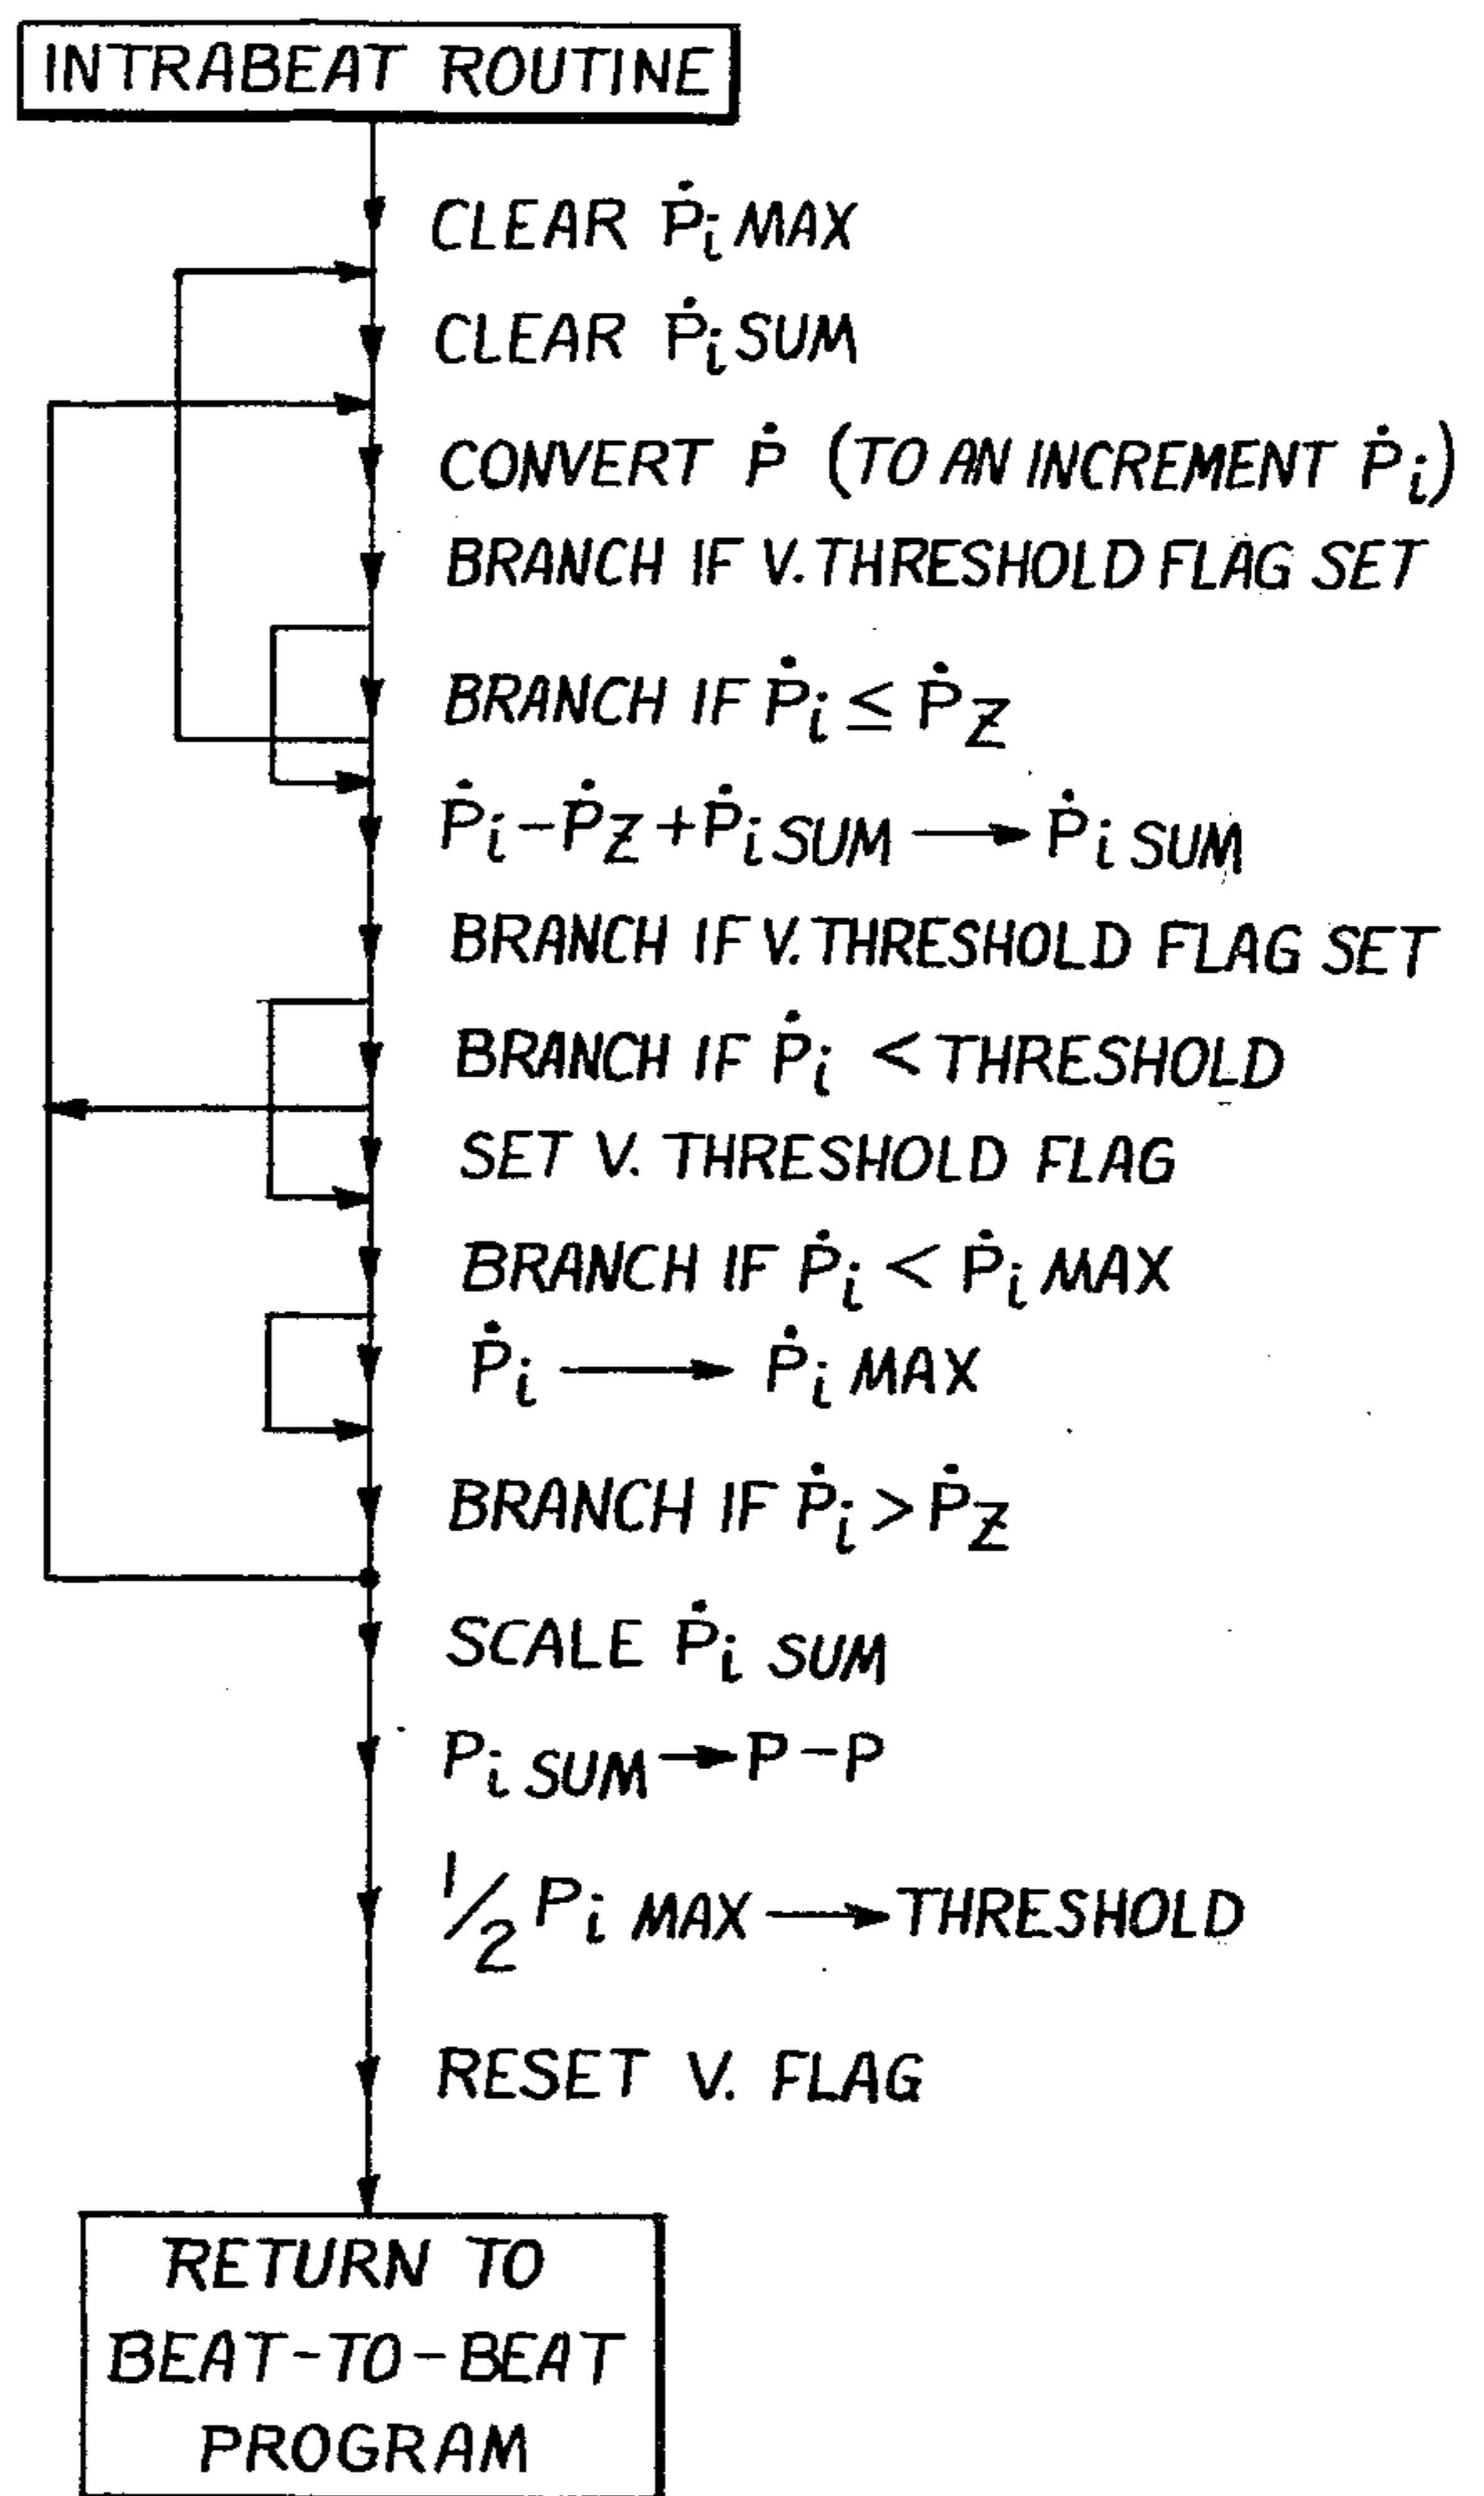 INTRABEAT ROUTINE
CLEAR Ṗi MAX
CLEAR Ṗi SUM
CONVERT Ṗ (TO AN INCREMENT Ṗi)
BRANCH IF V. THRESHOLD FLAG SET
BRANCH IF Ṗi ≤ ṖZ
Ṗi - ṖZ + Ṗi SUM → Ṗi SUM
BRANCH IF V. THRESHOLD FLAG SET
BRANCH IF Ṗi < THRESHOLD
SET V. THRESHOLD FLAG
BRANCH IF Ṗi < Ṗi MAX
Ṗi → Ṗi MAX
BRANCH IF Ṗi > ṖZ
SCALE Ṗi SUM
Pi SUM → P-P
1/2 Pi MAX → THRESHOLD
RESET V. FLAG
RETURN TO
BEAT-TO-BEAT
PROGRAM